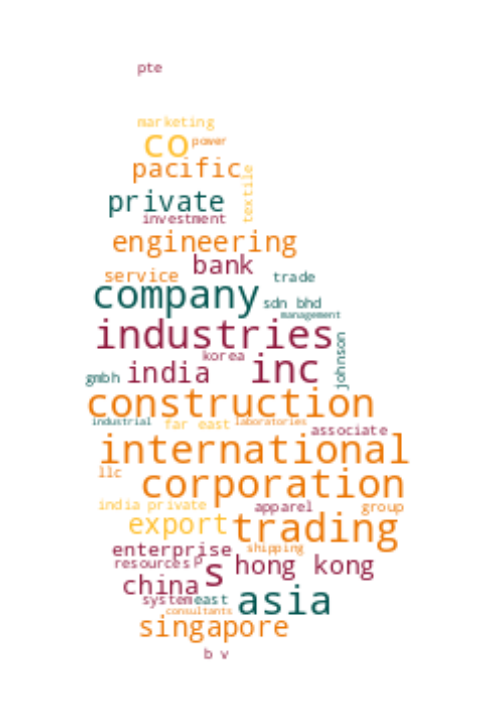 pte
marketing
co power
pacific
textile
private
investment
engineering
bank
service trade
company sdn bhd
management
industries
johnson
korea
gmbh india inc
construction
industrial far east laboratories
associate
international
llc
corporation
india private apparel group
export trading
enterprise shipping
resources p s hong kong
china
system east asia
consultants
singapore
b v